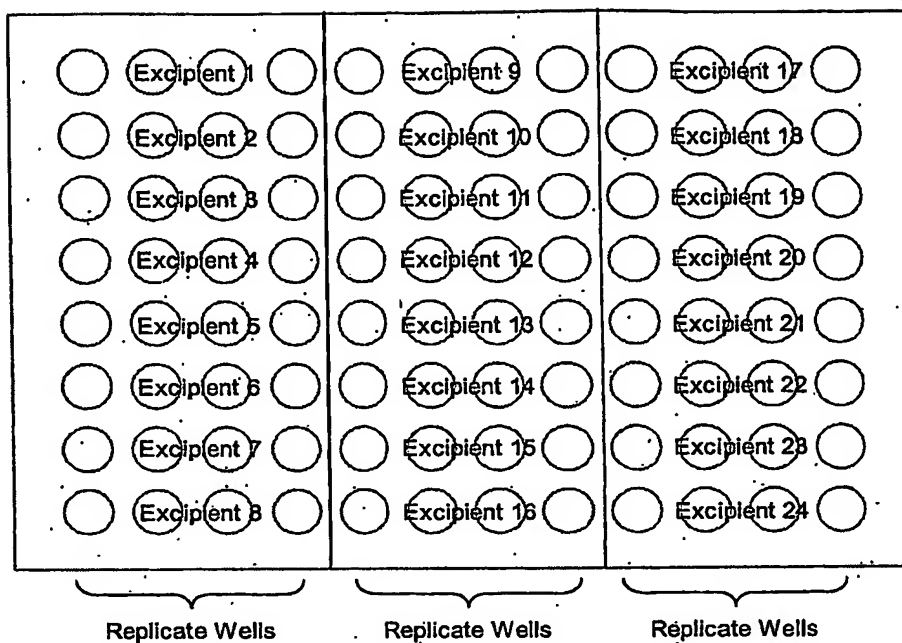 Excipient 1 Excipient 9 Excipient 17
Excipient 2 Excipient 10 Excipient 18
Excipient 3 Excipient 11 Excipient 19
Excipient 4 Excipient 12 Excipient 20
Excipient 5 Excipient 13 Excipient 21
Excipient 6 Excipient 14 Excipient 22
Excipient 7 Excipient 15 Excipient 23
Excipient 8 Excipient 16 Excipient 24
Replicate Wells Replicate Wells Replicate Wells